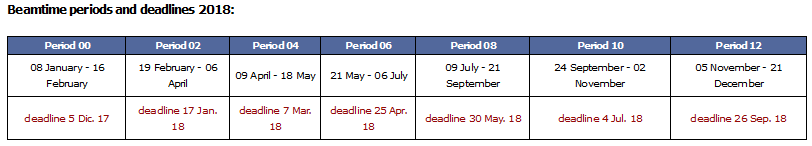 Beamtime periods and deadlines 2018:
Period 00 Period 02 Period 04 Period 06 Period 08 Period 10 Period 12
08 January - 16 February 19 February - 06 April 09 April - 18 May 21 May - 06 July 09 July - 21 September 24 September - 02 November 05 November - 21 December
deadline 5 Dic. 17 deadline 17 Jan. 18 deadline 7 Mar. 18 deadline 25 Apr. 18 deadline 30 May. 18 deadline 4 Jul. 18 deadline 26 Sep. 18